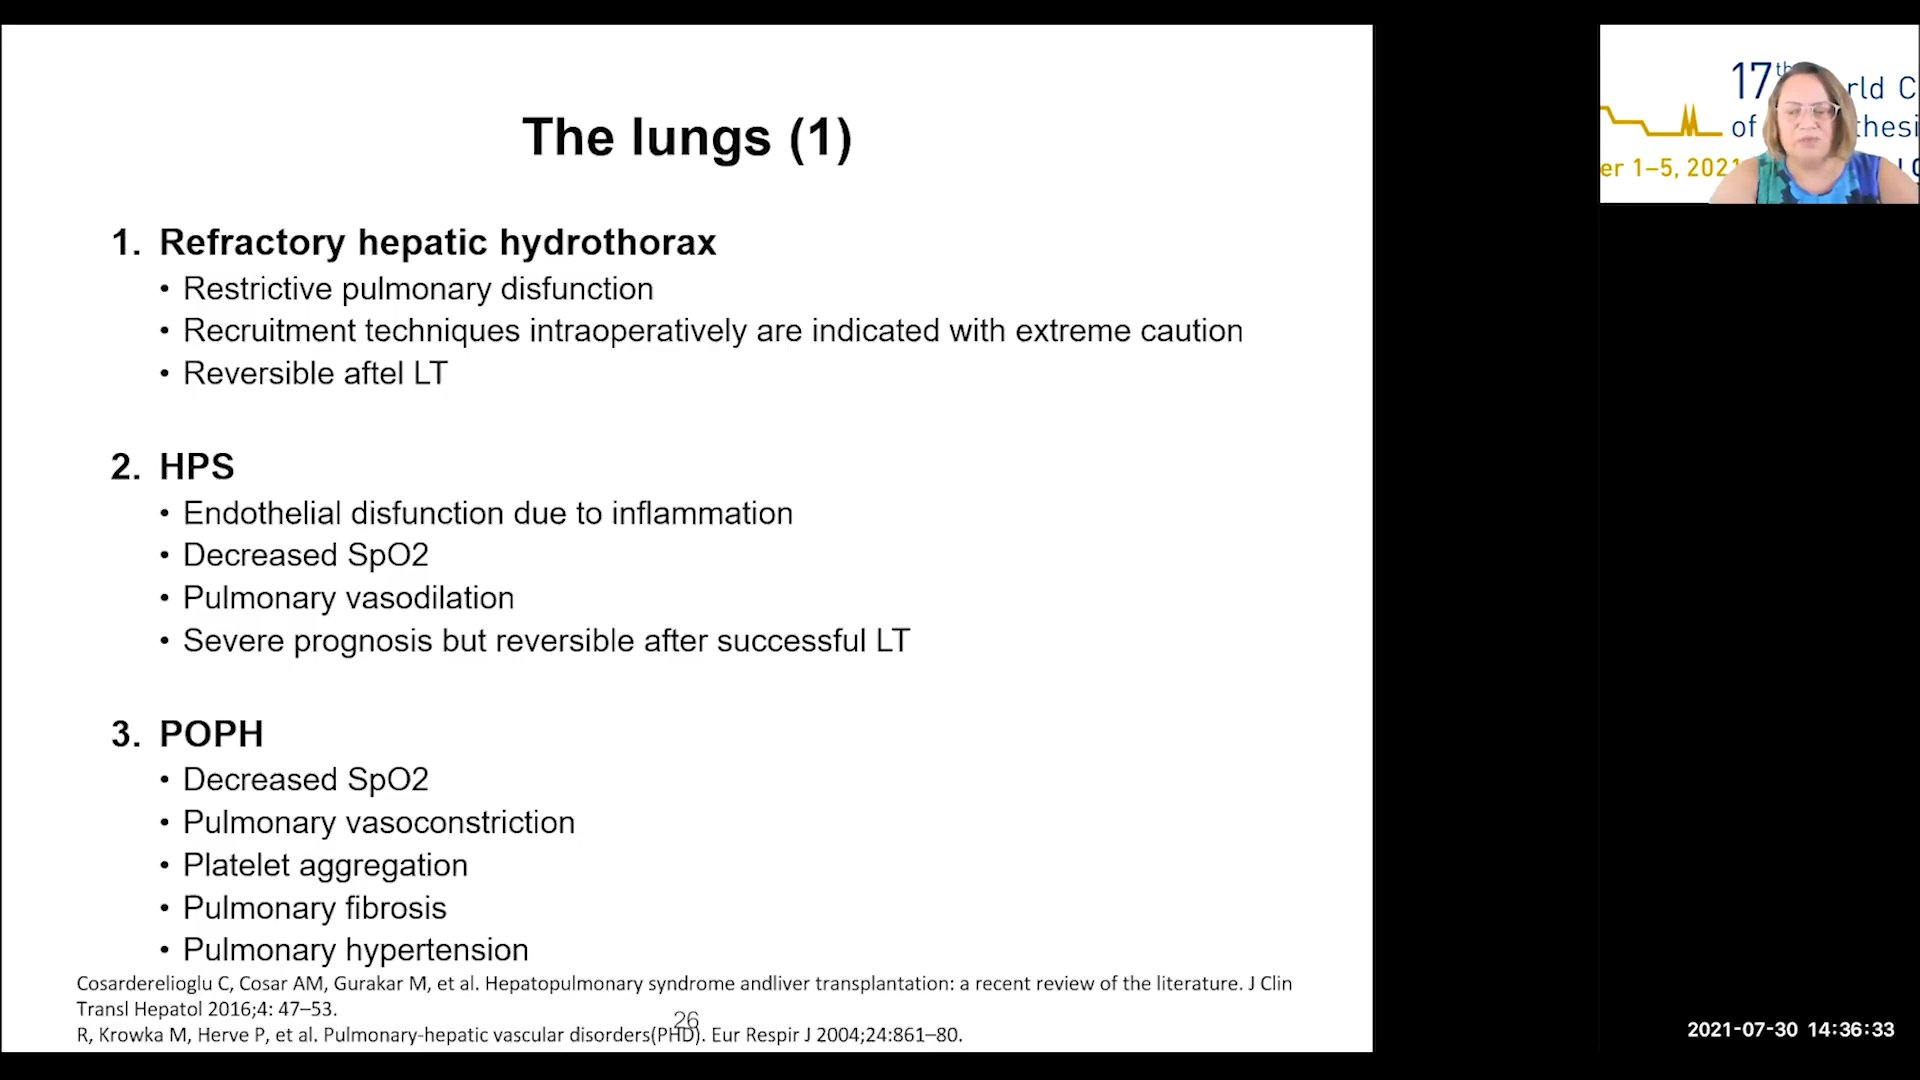 The lungs (1)
1. Refractory hepatic hydrothorax
• Restrictive pulmonary disfunction
• Recruitment techniques intraoperatively are indicated with extreme caution
• Reversible aftel LT
2. HPS
• Endothelial disfunction due to inflammation
• Decreased SpO2
• Pulmonary vasodilation
• Severe prognosis but reversible after successful LT
3. POPH
• Decreased SpO2
• Pulmonary vasoconstriction
• Platelet aggregation
• Pulmonary fibrosis
• Pulmonary hypertension
Cosarderelioglu C, Cosar AM, Gurakar M, et al. Hepatopulmonary syndrome andliver transplantation: a recent review of the literature. J Clin
Transl Hepatol 2016;4: 47–53.
R, Krowka M, Herve P, et al. Pulmonary-hepatic vascular disorders(PHD). Eur Respir J 2004;24:861–80.
26
17th
rld C
of thesi
er 1–5, 202
2021-07-30 14:36:33